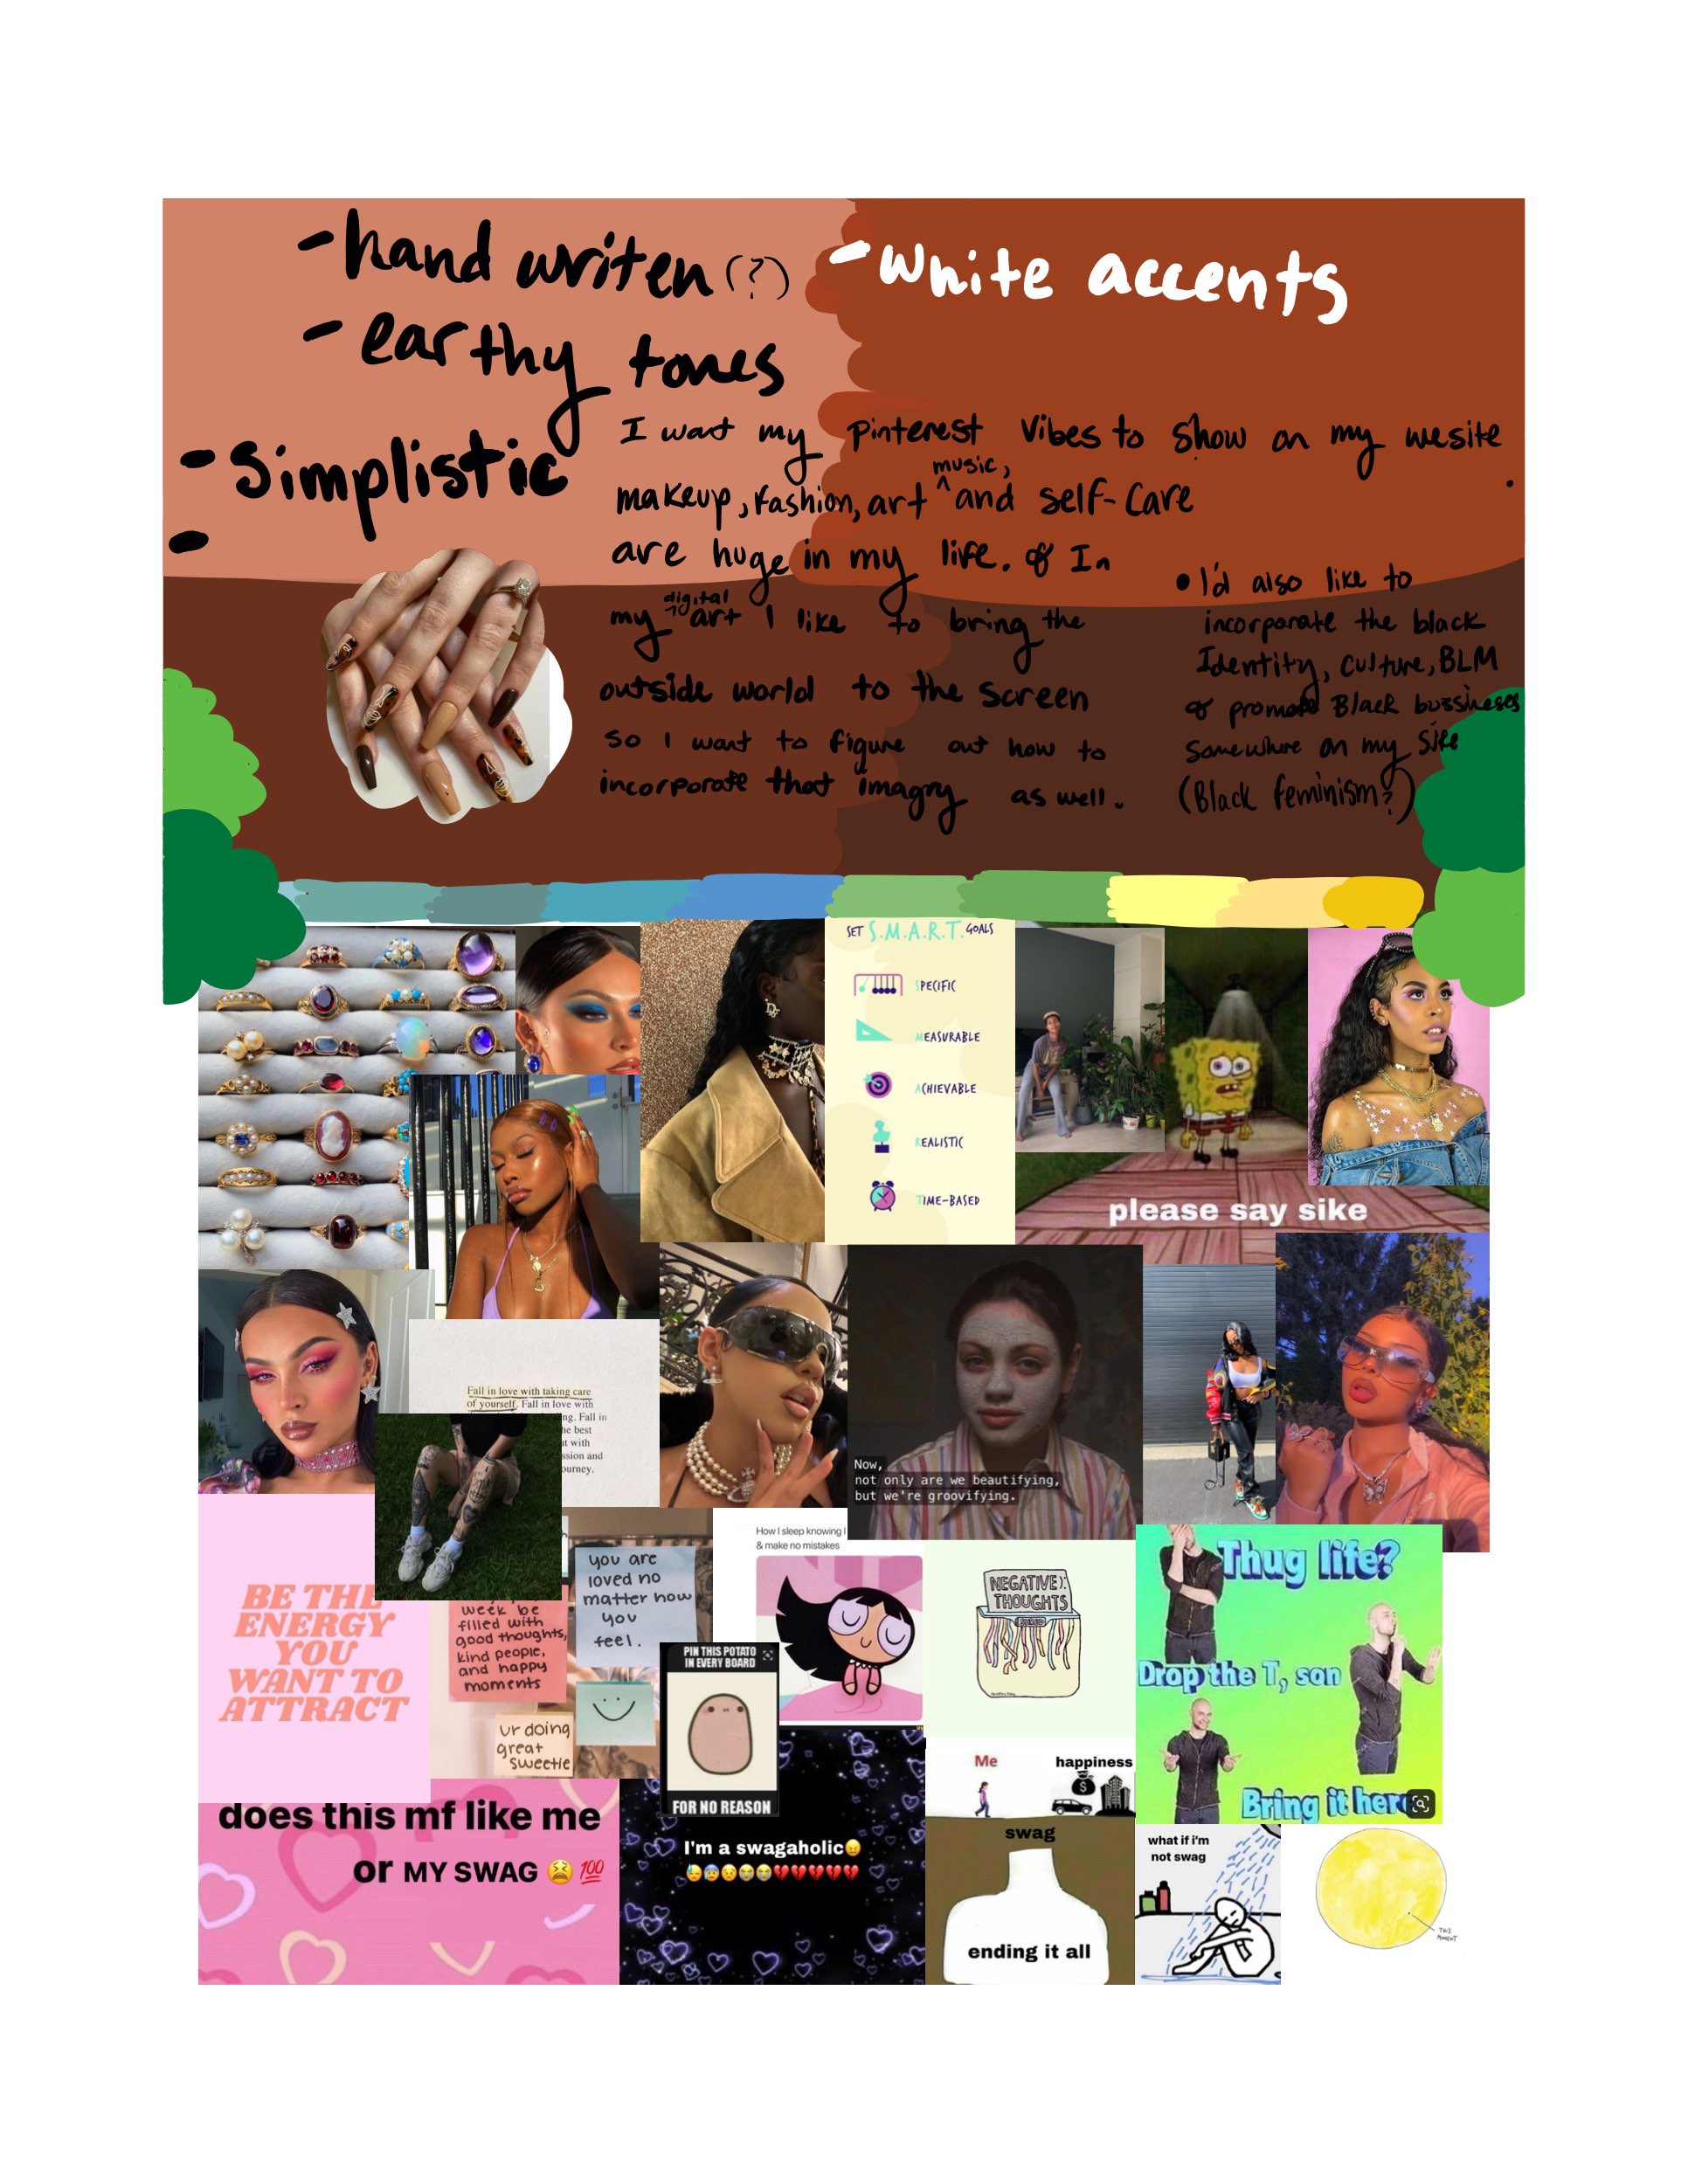 - hand writen (?)
- earthy tones
- Simplistic
-
- White accents
I want my Pinterest Vibes to show on my wesite
makeup, fashion, art ^ music, and self-care
are huge in my life. & In
my ^ digital art I like to bring the
outside world to the screen
so I want to figure out how to
incorporate that imagry as well.
• I'd also like to
incorporate the black
Identity, culture, BLM
& promote Black bussineses
somewhere on my site
(Black feminism?)
SET S.M.A.R.T. GOALS
SPECIFIC
MEASURABLE
ACHIEVABLE
REALISTIC
TIME-BASED
please say sike
Fall in love with taking care
of yourself. Fall in love with
ng. Fall in
he best
ut with
ssion and
ourney.
Now,
not only are we beautifying,
but we're groovifying.
BE THE
ENERGY
YOU
WANT TO
ATTRACT
week be
filled with
good thoughts,
kind people,
and happy
moments
you are
loved no
matter how
you
feel.
ur doing
great
sweetie
How I sleep knowing I
& make no mistakes
PIN THIS POTATO
IN EVERY BOARD
FOR NO REASON
NEGATIVE):
THOUGHTS
Thug life?
Drop the T, son
Bring it here
does this mf like me
or MY SWAG 😫 💯
I'm a swagaholic😠
😓😰😣😭😭💔💔💔💔💔
Me
happiness
$
swag
ending it all
what if i'm
not swag
THIS
MOMENT